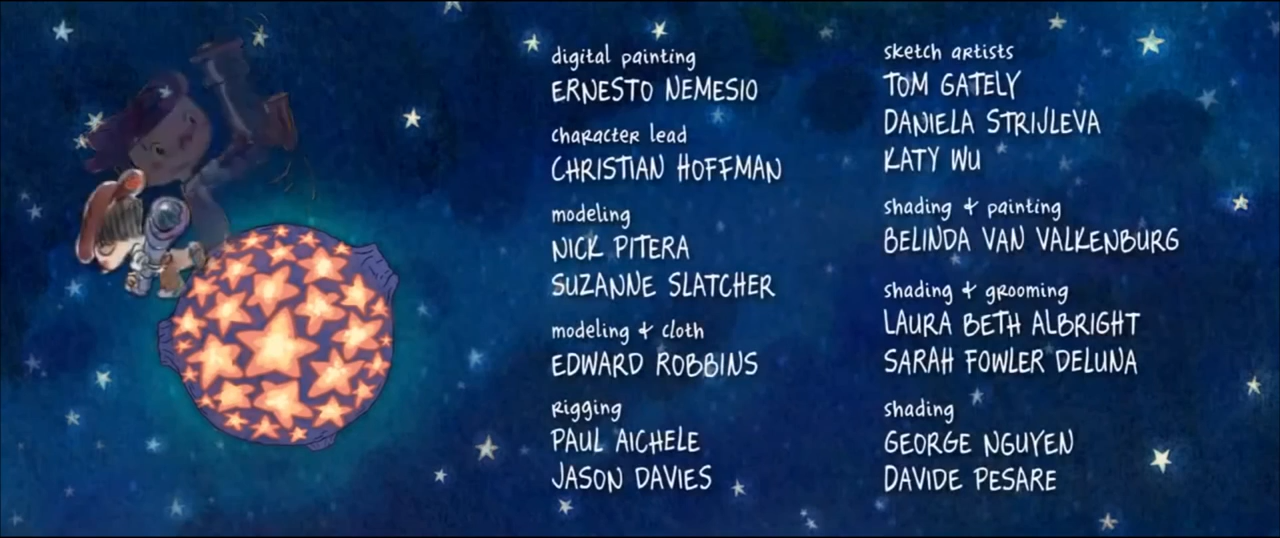 digital painting
ERNESTO NEMESIO
character lead
CHRISTIAN HOFFMAN
modeling
NICK PITERA
SUZANNE SLATCHER
modeling & cloth
EDWARD ROBBINS
Rigging
PAUL AICHELE
JASON DAVIES
sketch artists
TOM GATELY
DANIELA STRIJLEVA
KATY WU
shading & painting
BELINDA VAN VALKENBURG
shading & grooming
LAURA BETH ALBRIGHT
SARAH FOWLER DELUNA
shading
GEORGE NGUYEN
DAVIDE PESARE